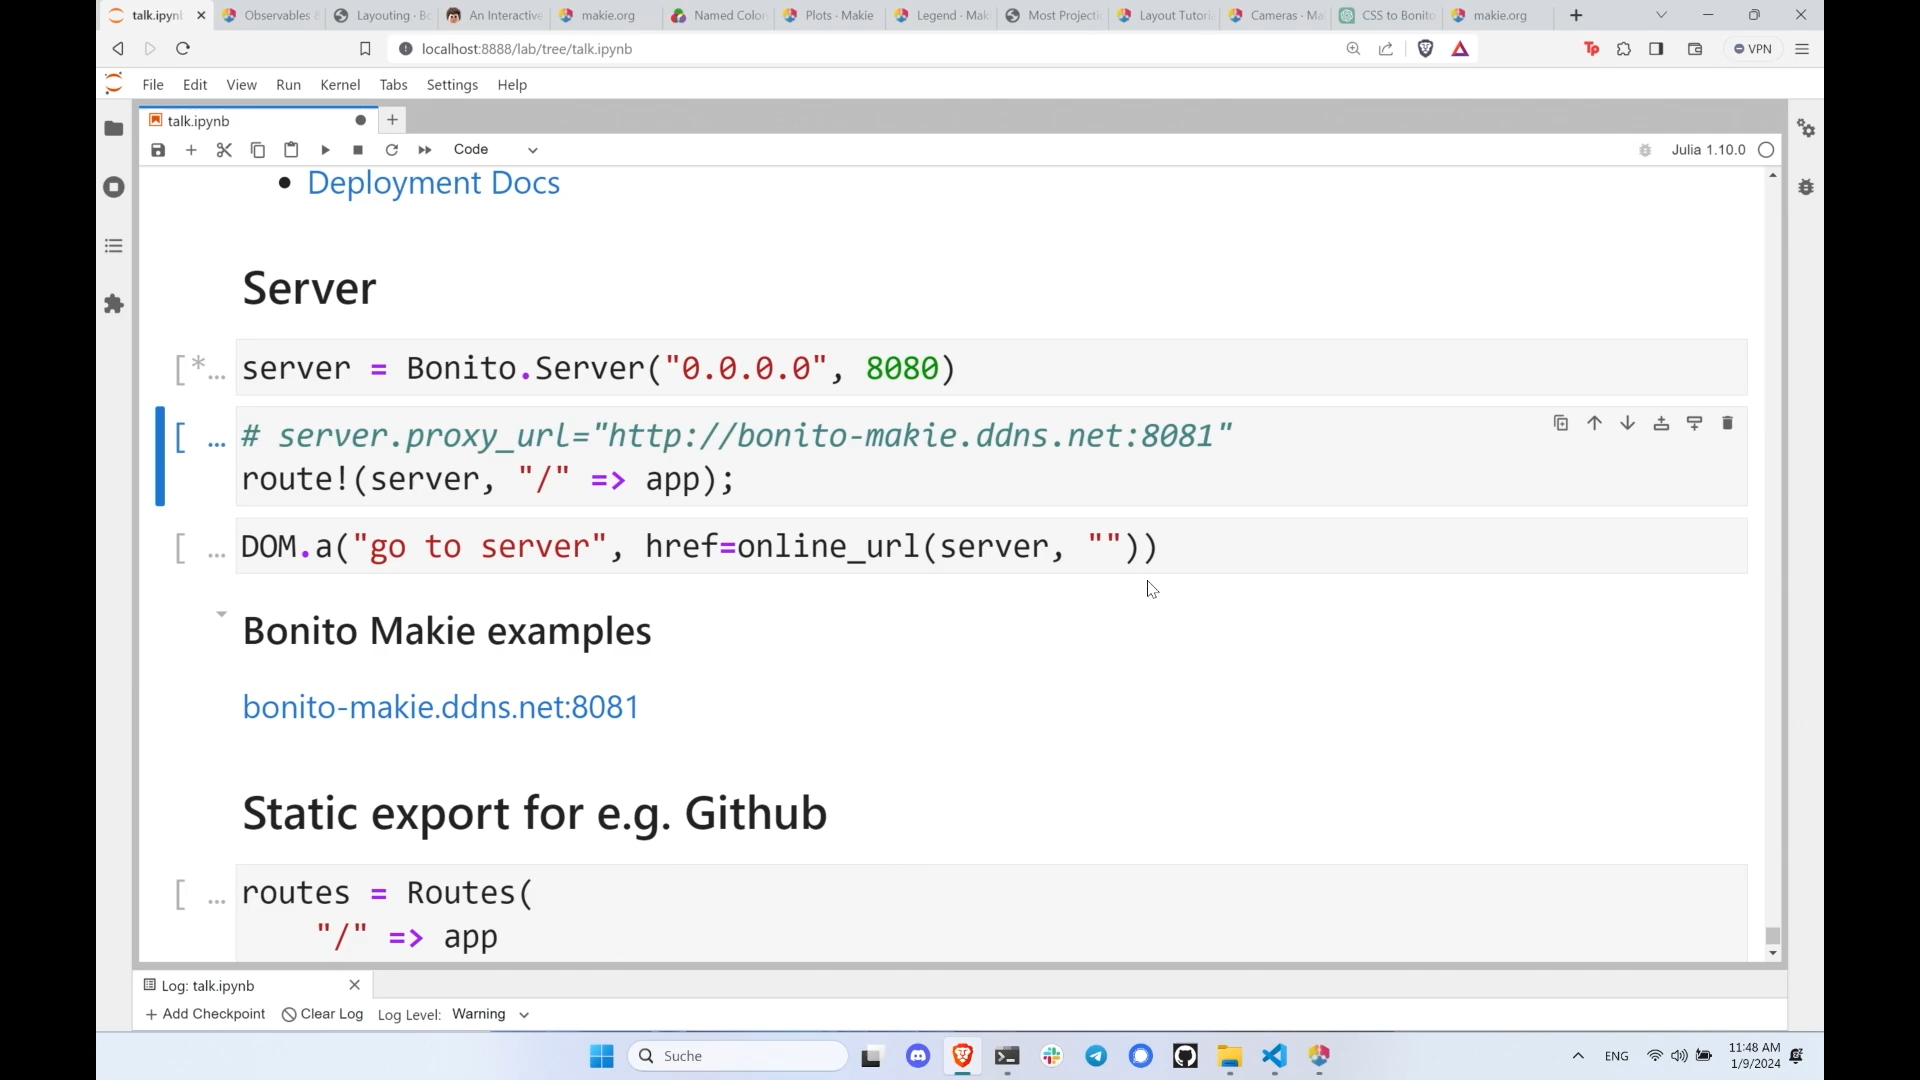 talk.ipynb
Observables &
Layouting · Bo
An Interactive
makie.org
Named Color
Plots · Makie
Legend · Mak
Most Projecti
Layout Tutoria
Cameras · Ma
CSS to Bonito
makie.org
localhost:8888/lab/tree/talk.ipynb
Tp
VPN
File Edit View Run Kernel Tabs Settings Help
talk.ipynb
Code
Julia 1.10.0
• Deployment Docs
Server
[*… server = Bonito.Server("0.0.0.0", 8080)
[ … # server.proxy_url="http://bonito-makie.ddns.net:8081"
route!(server, "/" => app);
[ … DOM.a("go to server", href=online_url(server, ""))
Bonito Makie examples
bonito-makie.ddns.net:8081
Static export for e.g. Github
[ … routes = Routes(
"/" => app
Log: talk.ipynb
+ Add Checkpoint Clear Log Log Level: Warning
Suche
ENG
11:48 AM
1/9/2024